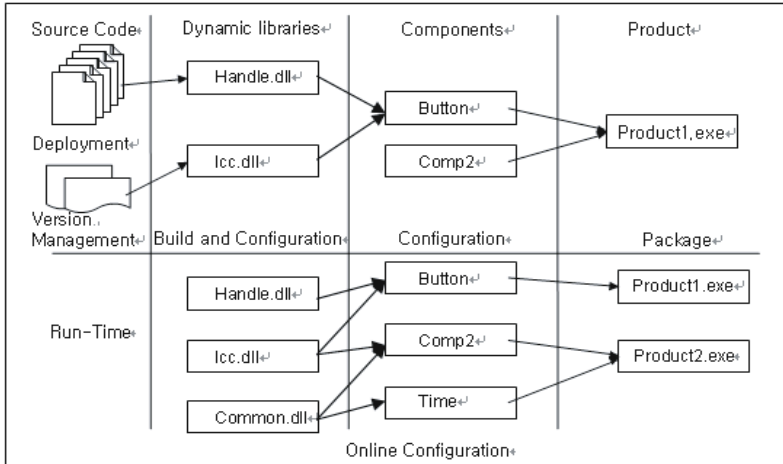 Source Code
Dynamic libraries
Components
Product
Handle.dll
Button
Product1.exe
Deployment
Icc.dll
Comp2
Version.
Management
Build and Configuration
Configuration
Package
Run-Time
Handle.dll
Button
Product1.exe
Icc.dll
Comp2
Product2.exe
Common.dll
Time
Online Configuration